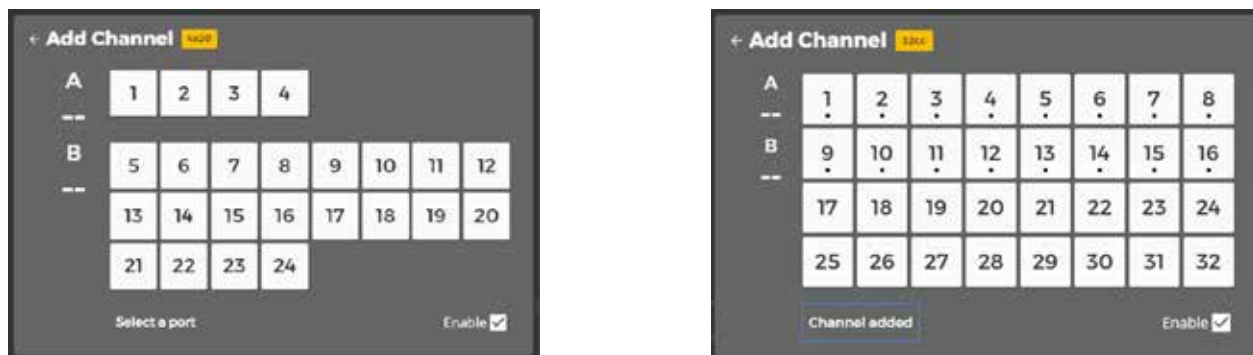 ← Add Channel 4x20
A
--
1 2 3 4
B
--
5 6 7 8 9 10 11 12
13 14 15 16 17 18 19 20
21 22 23 24
Select a port
Enable
← Add Channel 32cc
A
--
1 2 3 4 5 6 7 8
B
--
9 10 11 12 13 14 15 16
17 18 19 20 21 22 23 24
25 26 27 28 29 30 31 32
Channel added
Enable